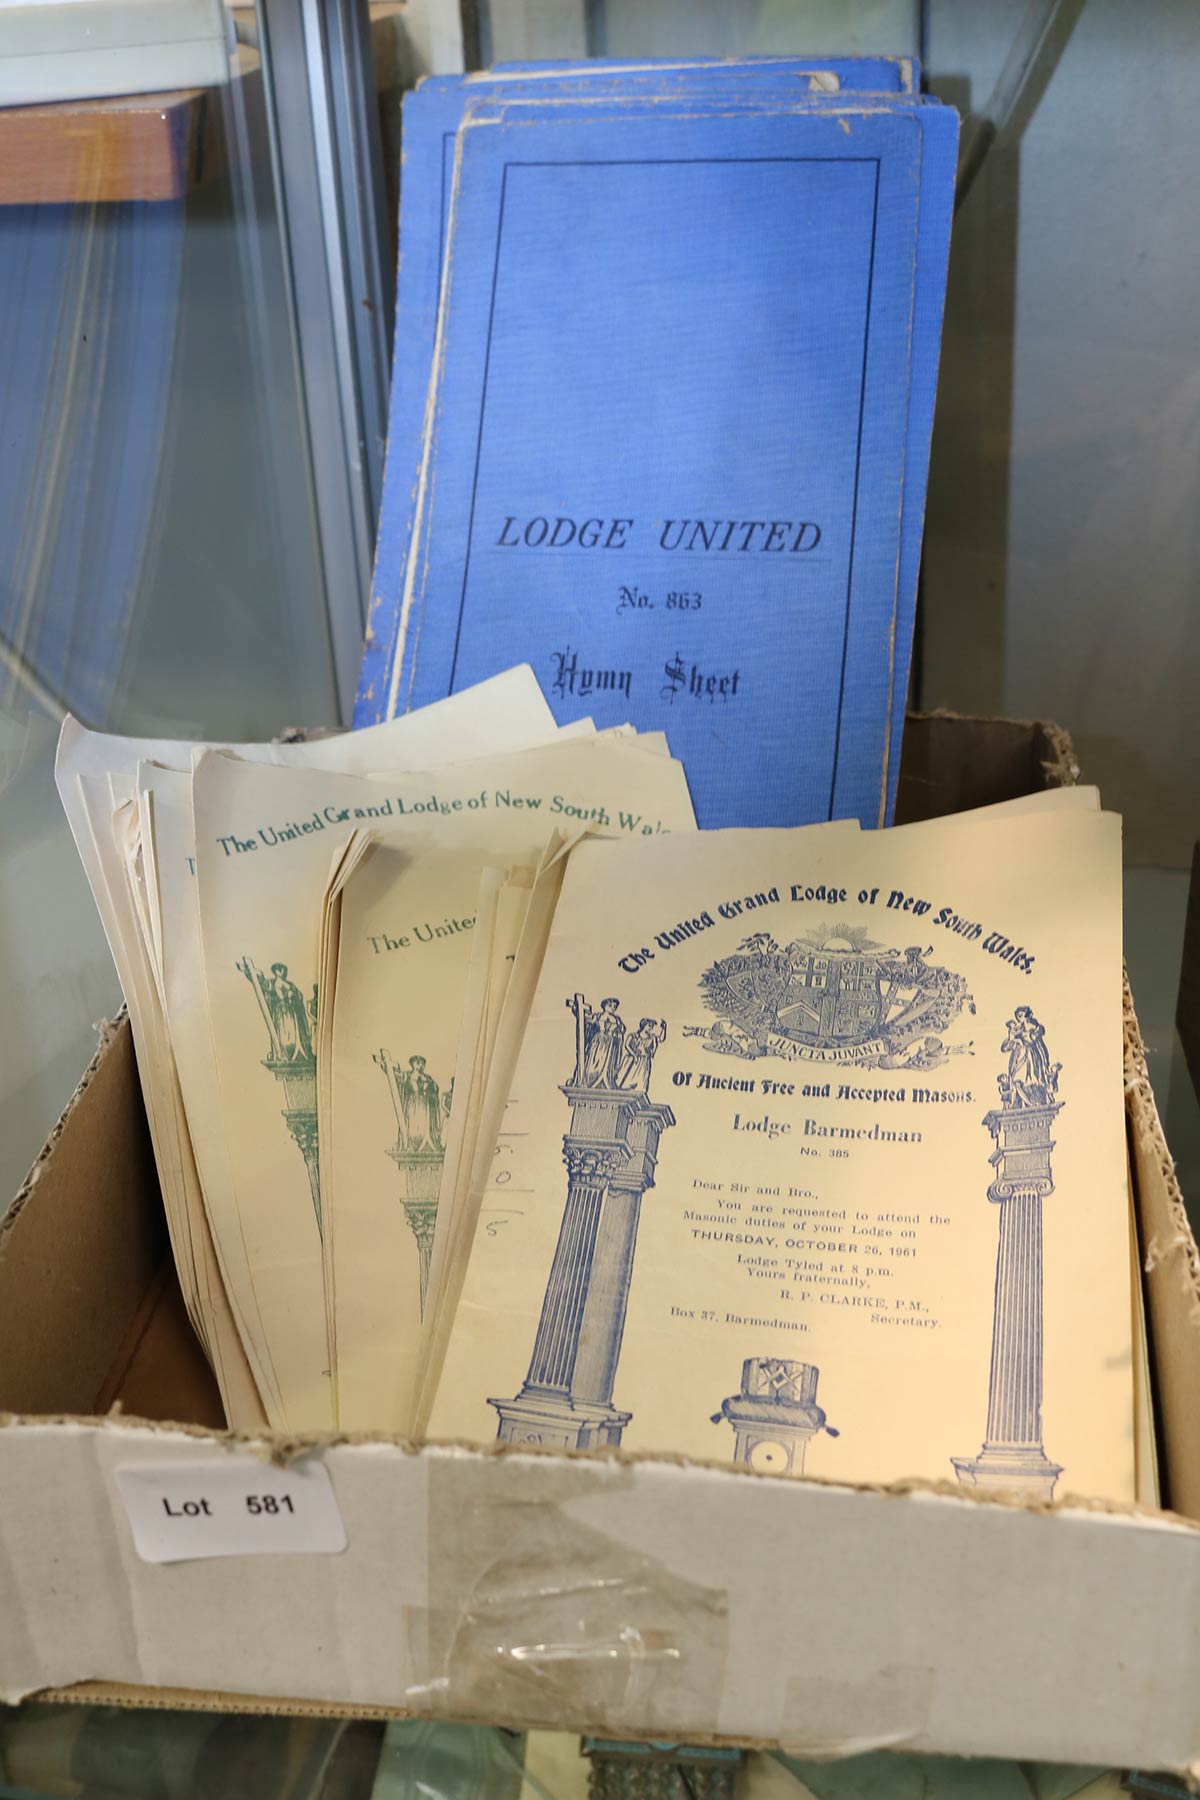 LODGE UNITED
No. 863
Hymn Sheet
The United Grand Lodge of New South Wales
The United
The United Grand Lodge of New South Wales,
JUNCTA JUVANT
Of Ancient Free and Accepted Masons.
Lodge Barmedman
No. 385
Dear Sir and Bro.,
You are requested to attend the
Masonic duties of your Lodge on
THURSDAY, OCTOBER 26, 1961
Lodge Tyled at 8 p.m.
Yours fraternally,
R. P. CLARKE, P.M.,
Secretary.
Box 37, Barmedman.
Lot 581